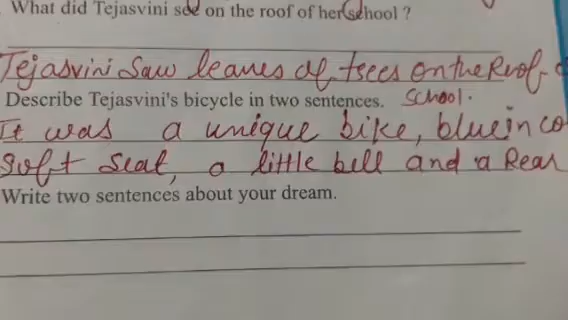 What did Tejasvini see on the roof of her school ?
Tejasvini Saw leaves of trees on the Roof
School.
Describe Tejasvini's bicycle in two sentences.
It was a unique bike, blue in co
Soft Seat, a little bell and a Rear
Write two sentences about your dream.